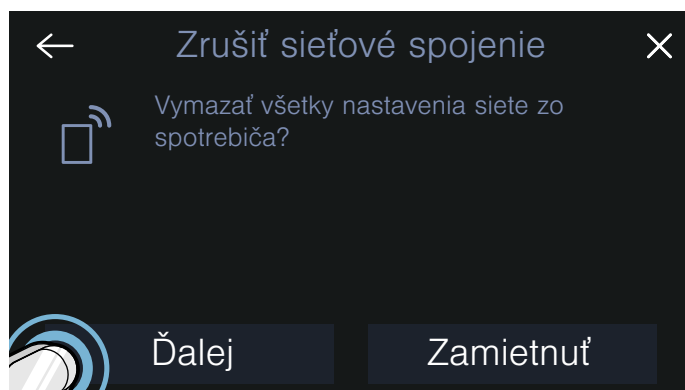 Zrušiť sieťové spojenie
Vymazať všetky nastavenia siete zo
spotrebiča?
Ďalej
Zamietnuť